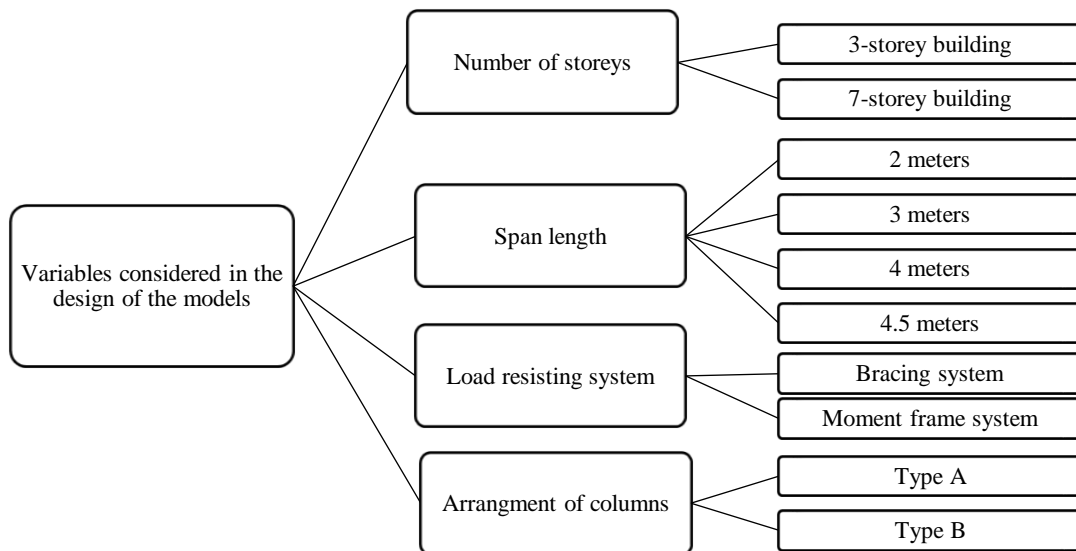 Variables considered in the
design of the models
Number of storeys
3-storey building
7-storey building
Span length
2 meters
3 meters
4 meters
4.5 meters
Load resisting system
Bracing system
Moment frame system
Arrangment of columns
Type A
Type B